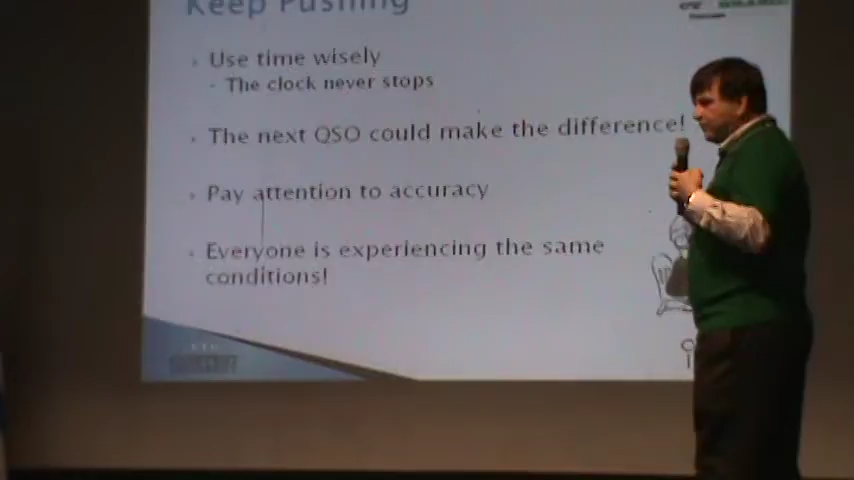 Keep Pushing
Use time wisely
- The clock never stops
The next QSO could make the difference!
Pay attention to accuracy
Everyone is experiencing the same
conditions!